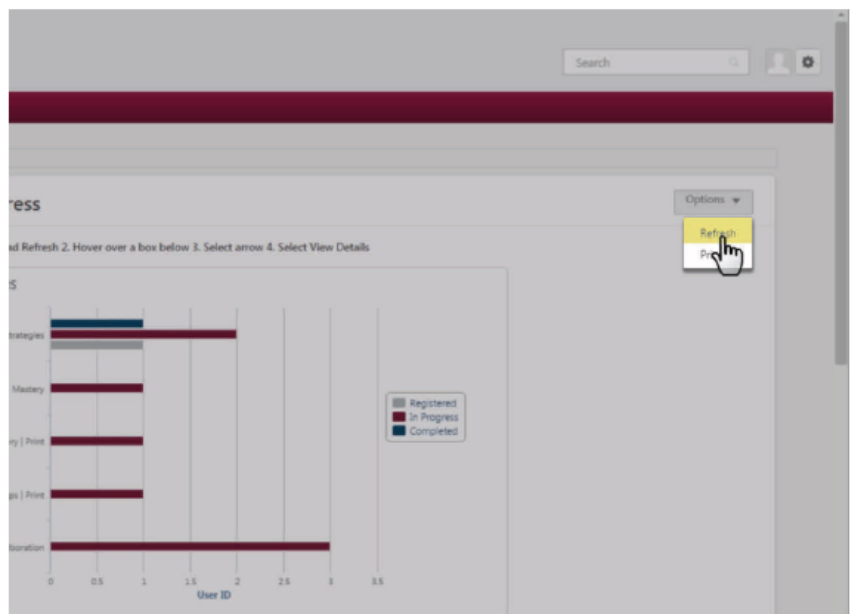 Search
ress
Options
nd Refresh 2. Hover over a box below 3. Select arrow 4. Select View Details
Refresh
s
trategies
Mastery
ry | Print
ps | Print
Registered
In Progress
Completed
0 0.5 1 1.5 2 2.5 3 3.5
User ID